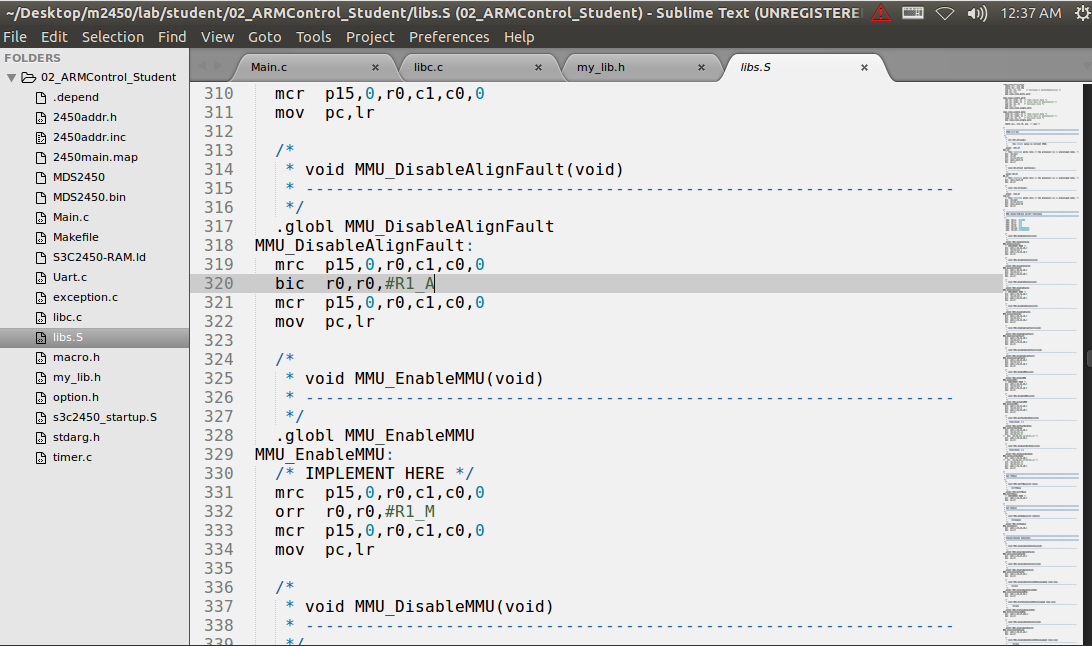 ~/Desktop/m2450/lab/student/02_ARMControl_Student/libs.S (02_ARMControl_Student) - Sublime Text (UNREGISTERE
12:37 AM
File Edit Selection Find View Goto Tools Project Preferences Help
FOLDERS
02_ARMControl_Student
.depend
2450addr.h
2450addr.inc
2450main.map
MDS2450
MDS2450.bin
Main.c
Makefile
S3C2450-RAM.ld
Uart.c
exception.c
libc.c
libs.S
macro.h
my_lib.h
option.h
s3c2450_startup.S
stdarg.h
timer.c
Main.c × libc.c × my_lib.h × libs.S ×
310 mcr p15,0,r0,c1,c0,0
311 mov pc,lr
312
313 /*
314 * void MMU_DisableAlignFault(void)
315 * -----------------------------------------------------------------
316 */
317 .globl MMU_DisableAlignFault
318 MMU_DisableAlignFault:
319 mrc p15,0,r0,c1,c0,0
320 bic r0,r0,#R1_A
321 mcr p15,0,r0,c1,c0,0
322 mov pc,lr
323
324 /*
325 * void MMU_EnableMMU(void)
326 * -----------------------------------------------------------------
327 */
328 .globl MMU_EnableMMU
329 MMU_EnableMMU:
330 /* IMPLEMENT HERE */
331 mrc p15,0,r0,c1,c0,0
332 orr r0,r0,#R1_M
333 mcr p15,0,r0,c1,c0,0
334 mov pc,lr
335
336 /*
337 * void MMU_DisableMMU(void)
338 * -----------------------------------------------------------------
339 */